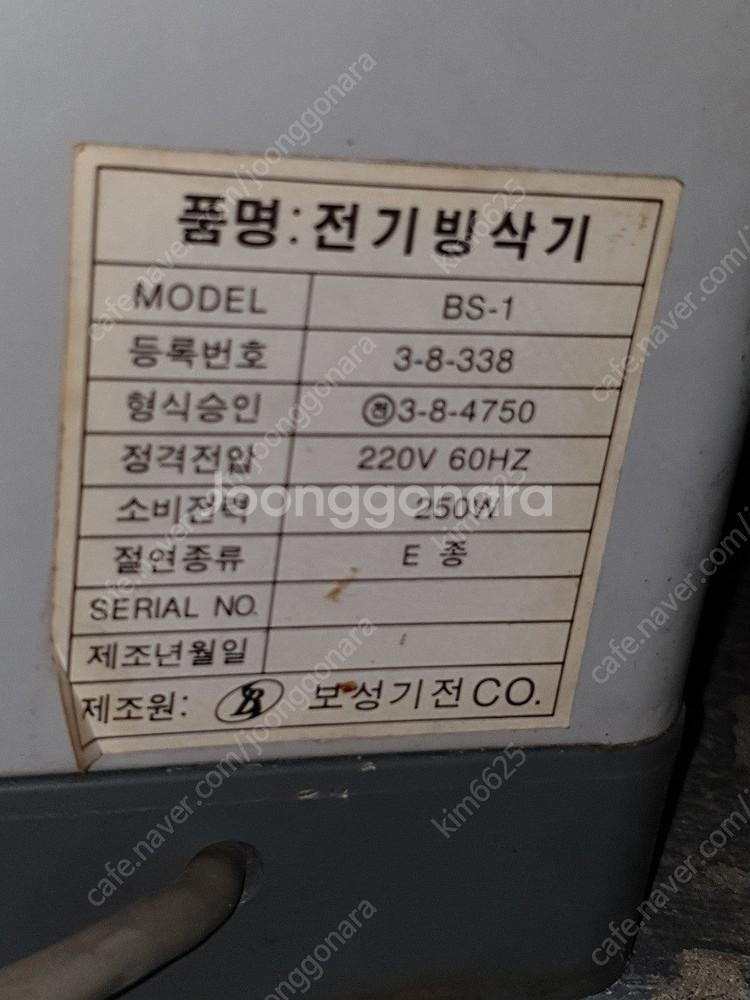 품명: 전기빙삭기
MODEL BS-1
등록번호 3-8-338
형식승인 ㊝3-8-4750
정격전압 220V 60HZ
소비전력 250W
절연종류 E 종
SERIAL NO.
제조년월일
제조원: 보성기전CO.
Joonggonara
cafe.naver.com/joonggonara
kim6625